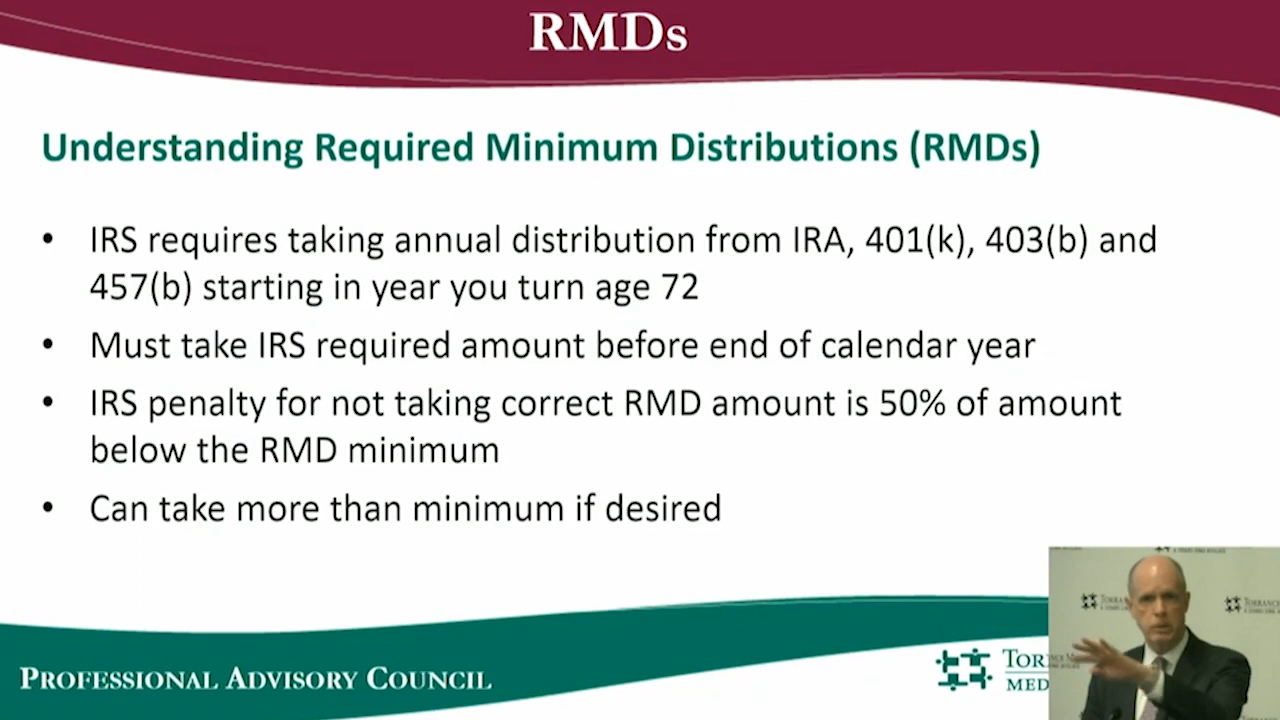 RMDs
Understanding Required Minimum Distributions (RMDs)
• IRS requires taking annual distribution from IRA, 401(k), 403(b) and
457(b) starting in year you turn age 72
• Must take IRS required amount before end of calendar year
• IRS penalty for not taking correct RMD amount is 50% of amount
below the RMD minimum
• Can take more than minimum if desired
PROFESSIONAL ADVISORY COUNCIL